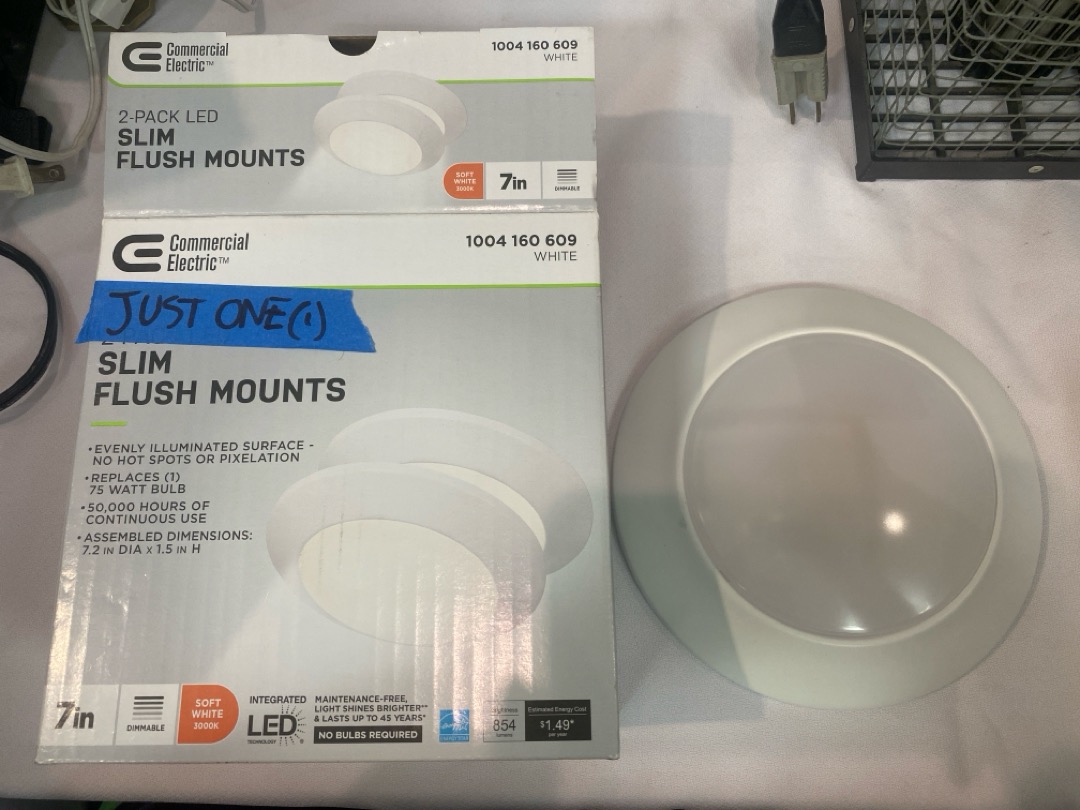 Commercial
Electric™
1004 160 609
WHITE
2-PACK LED
SLIM
FLUSH MOUNTS
SOFT
WHITE
3000K
7in
DIMMABLE
Commercial
Electric™
1004 160 609
WHITE
JUST ONE(1)
SLIM
FLUSH MOUNTS
•EVENLY ILLUMINATED SURFACE -
NO HOT SPOTS OR PIXELATION
•REPLACES (1)
75 WATT BULB
•50,000 HOURS OF
CONTINUOUS USE
•ASSEMBLED DIMENSIONS:
7.2 IN DIA x 1.5 IN H
7in
DIMMABLE
SOFT
WHITE
3000K
INTEGRATED
LED
TECHNOLOGY
MAINTENANCE-FREE,
LIGHT SHINES BRIGHTER**
& LASTS UP TO 45 YEARS*
NO BULBS REQUIRED
854
lumens
Estimated Energy Cost
$1.49*
per year